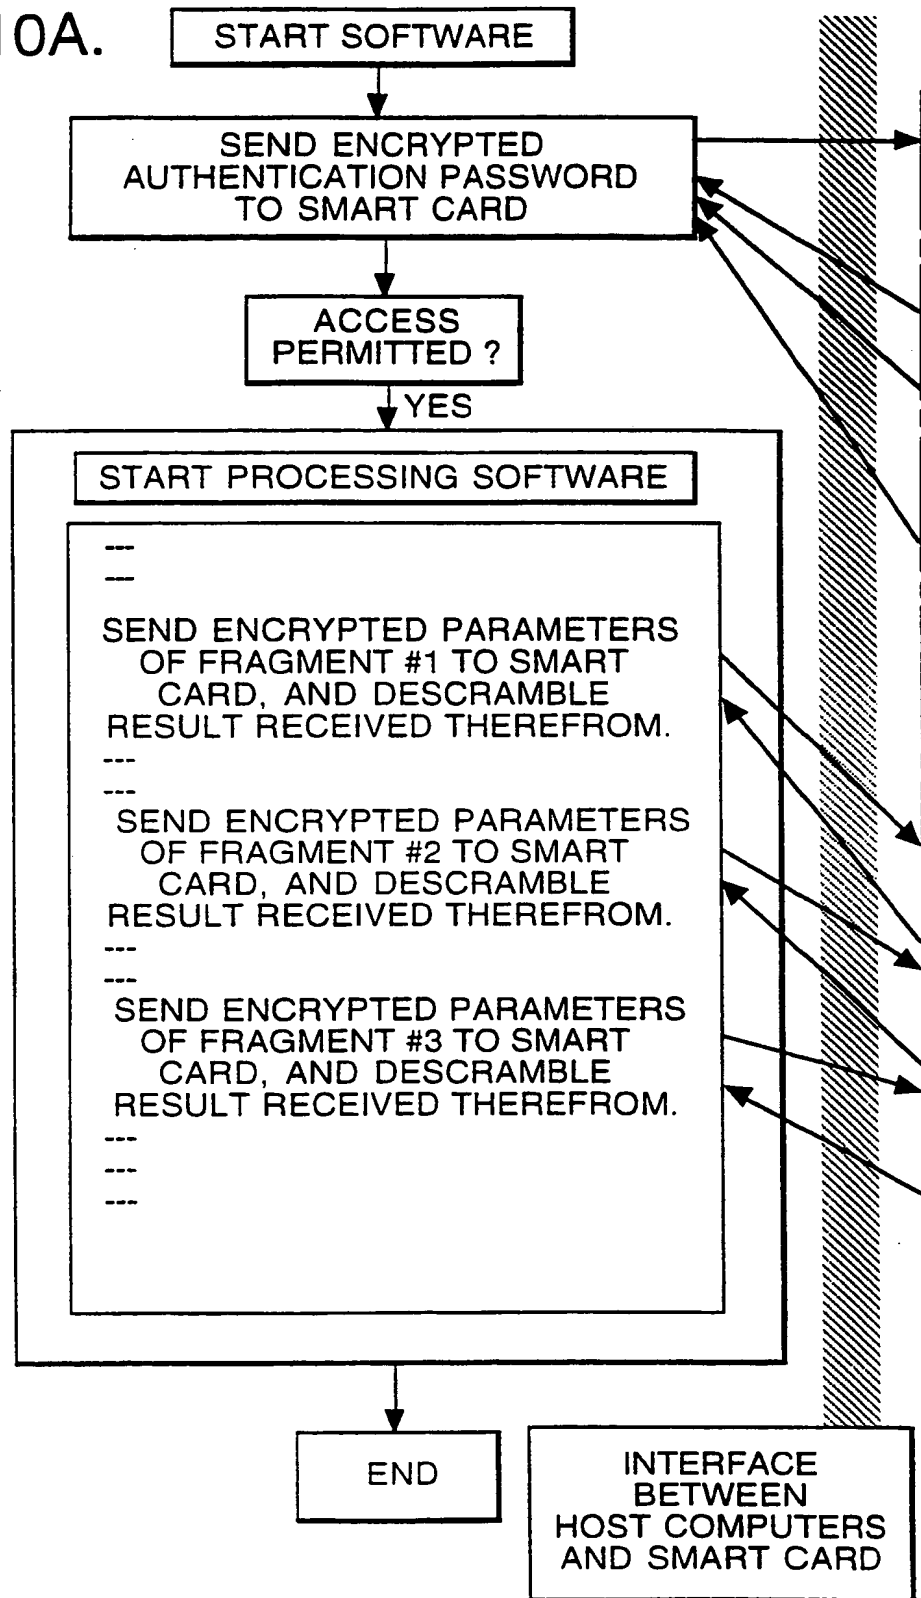 10A.
START SOFTWARE
SEND ENCRYPTED
AUTHENTICATION PASSWORD
TO SMART CARD
ACCESS
PERMITTED ?
YES
START PROCESSING SOFTWARE
---
---
SEND ENCRYPTED PARAMETERS
OF FRAGMENT #1 TO SMART
CARD, AND DESCRAMBLE
RESULT RECEIVED THEREFROM.
---
---
SEND ENCRYPTED PARAMETERS
OF FRAGMENT #2 TO SMART
CARD, AND DESCRAMBLE
RESULT RECEIVED THEREFROM.
---
---
SEND ENCRYPTED PARAMETERS
OF FRAGMENT #3 TO SMART
CARD, AND DESCRAMBLE
RESULT RECEIVED THEREFROM.
---
---
---
END
INTERFACE
BETWEEN
HOST COMPUTERS
AND SMART CARD